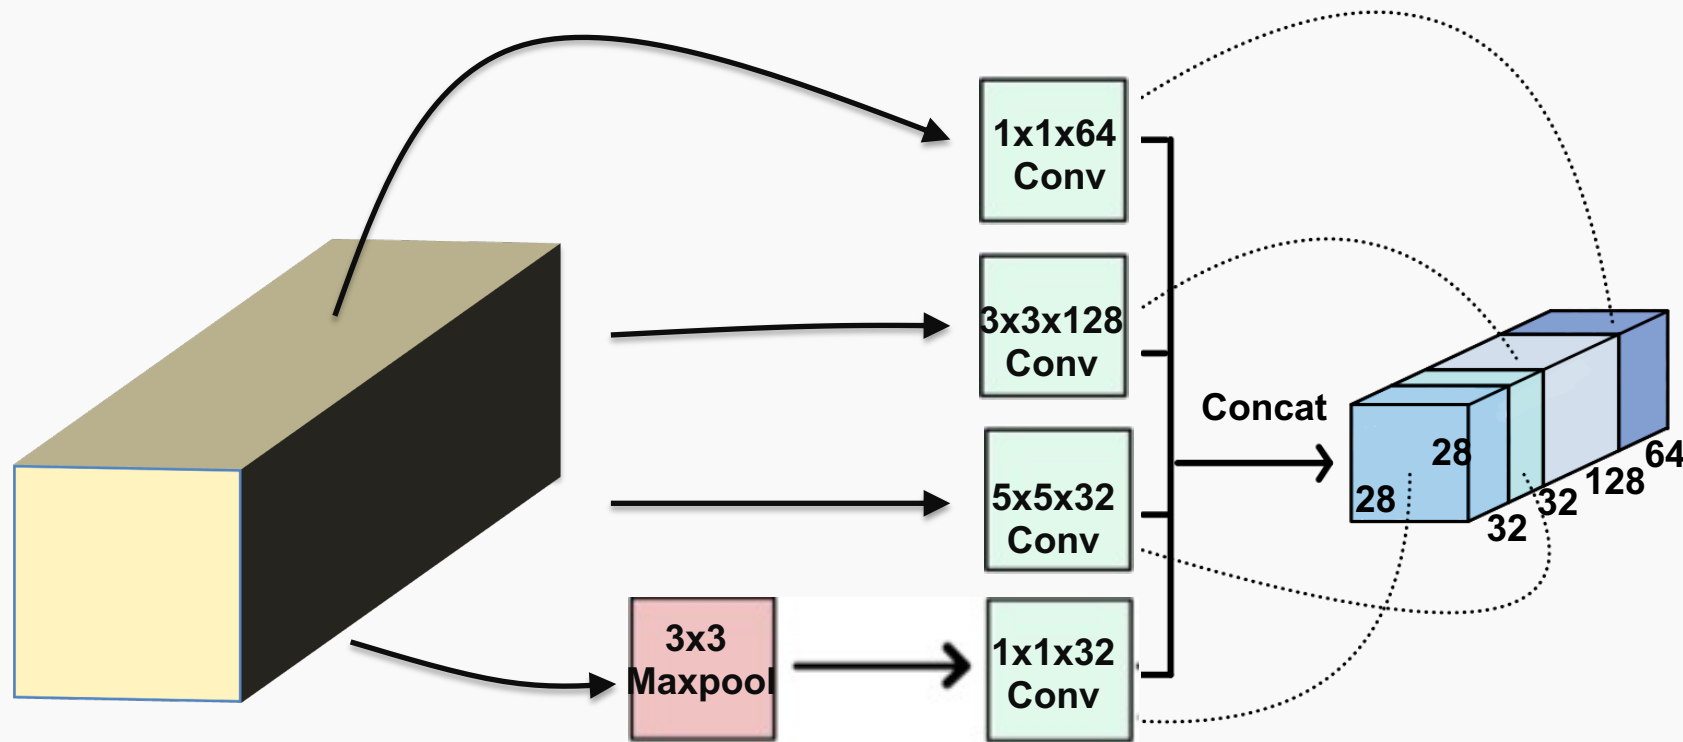 1x1x64
Conv
3x3x128
Conv
Concat
28
28
64
128
32
32
5x5x32
Conv
3x3
Maxpool
1x1x32
Conv